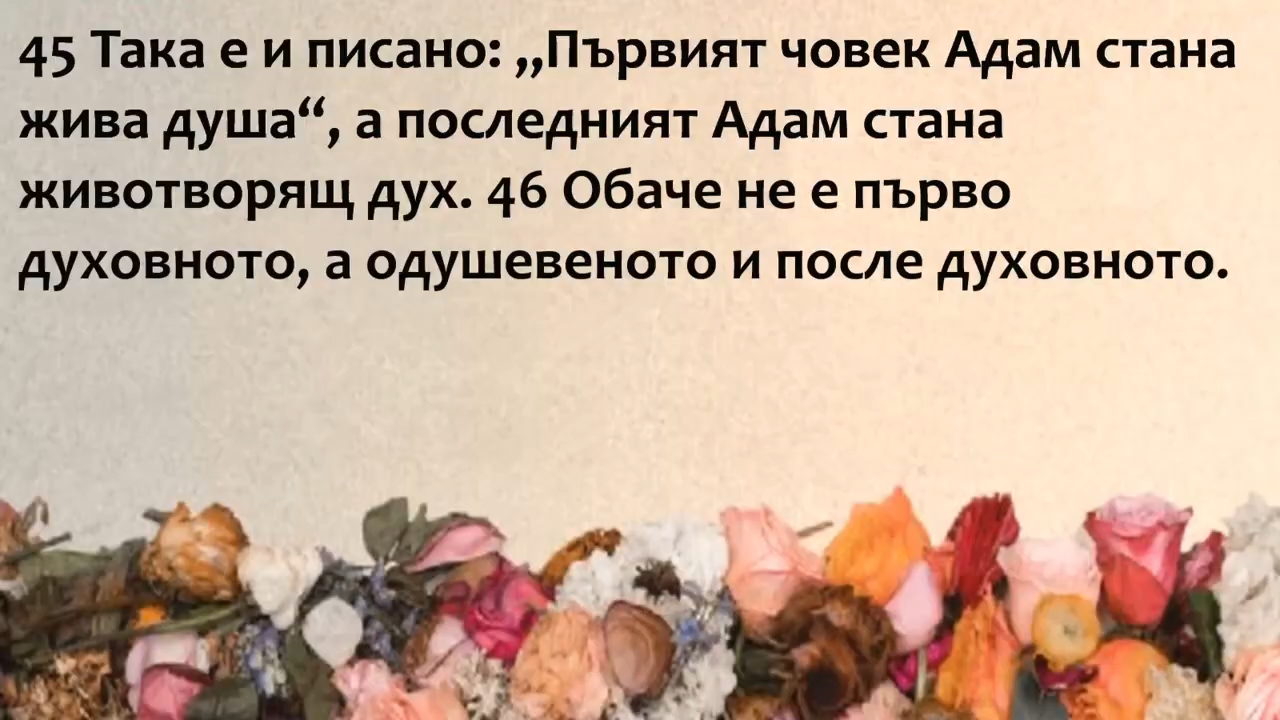 45 Така е и писано: „Първият човек Адам стана
жива душа“, а последният Адам стана
животворящ дух. 46 Обаче не е първо
духовното, а одушевеното и после духовното.